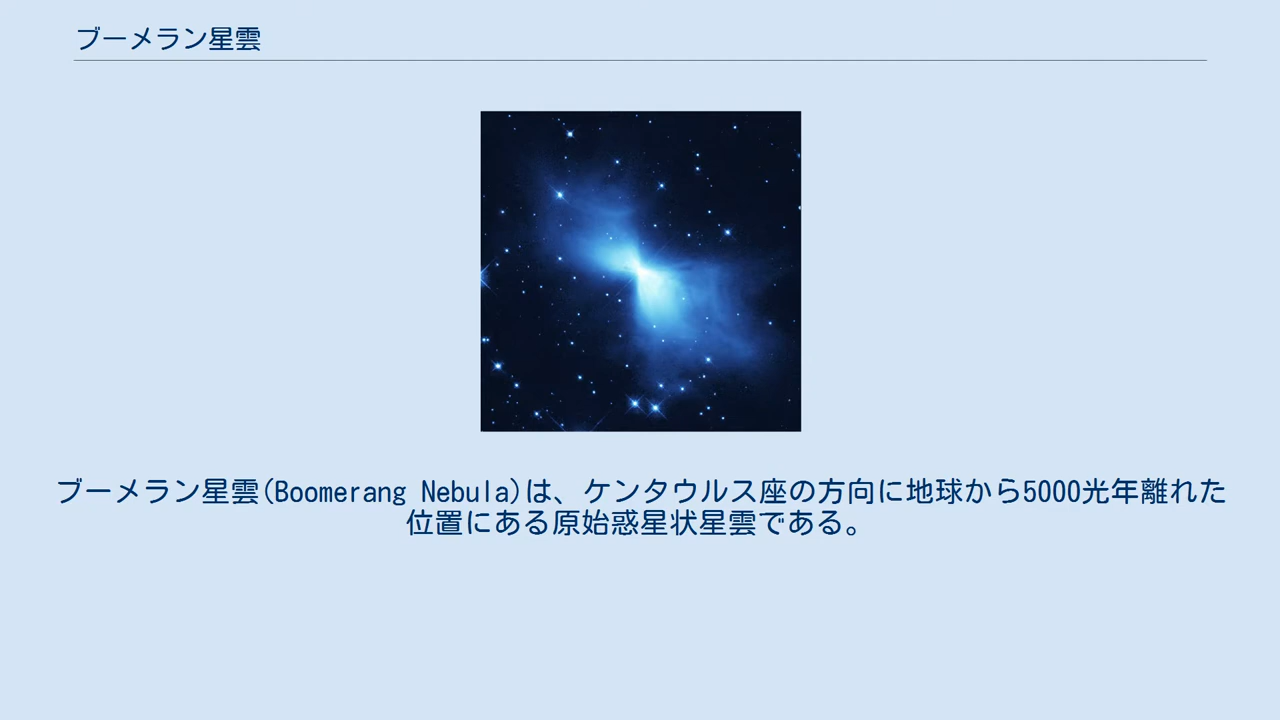 ブーメラン星雲
ブーメラン星雲(Boomerang Nebula)は、ケンタウルス座の方向に地球から5000光年離れた
位置にある原始惑星状星雲である。